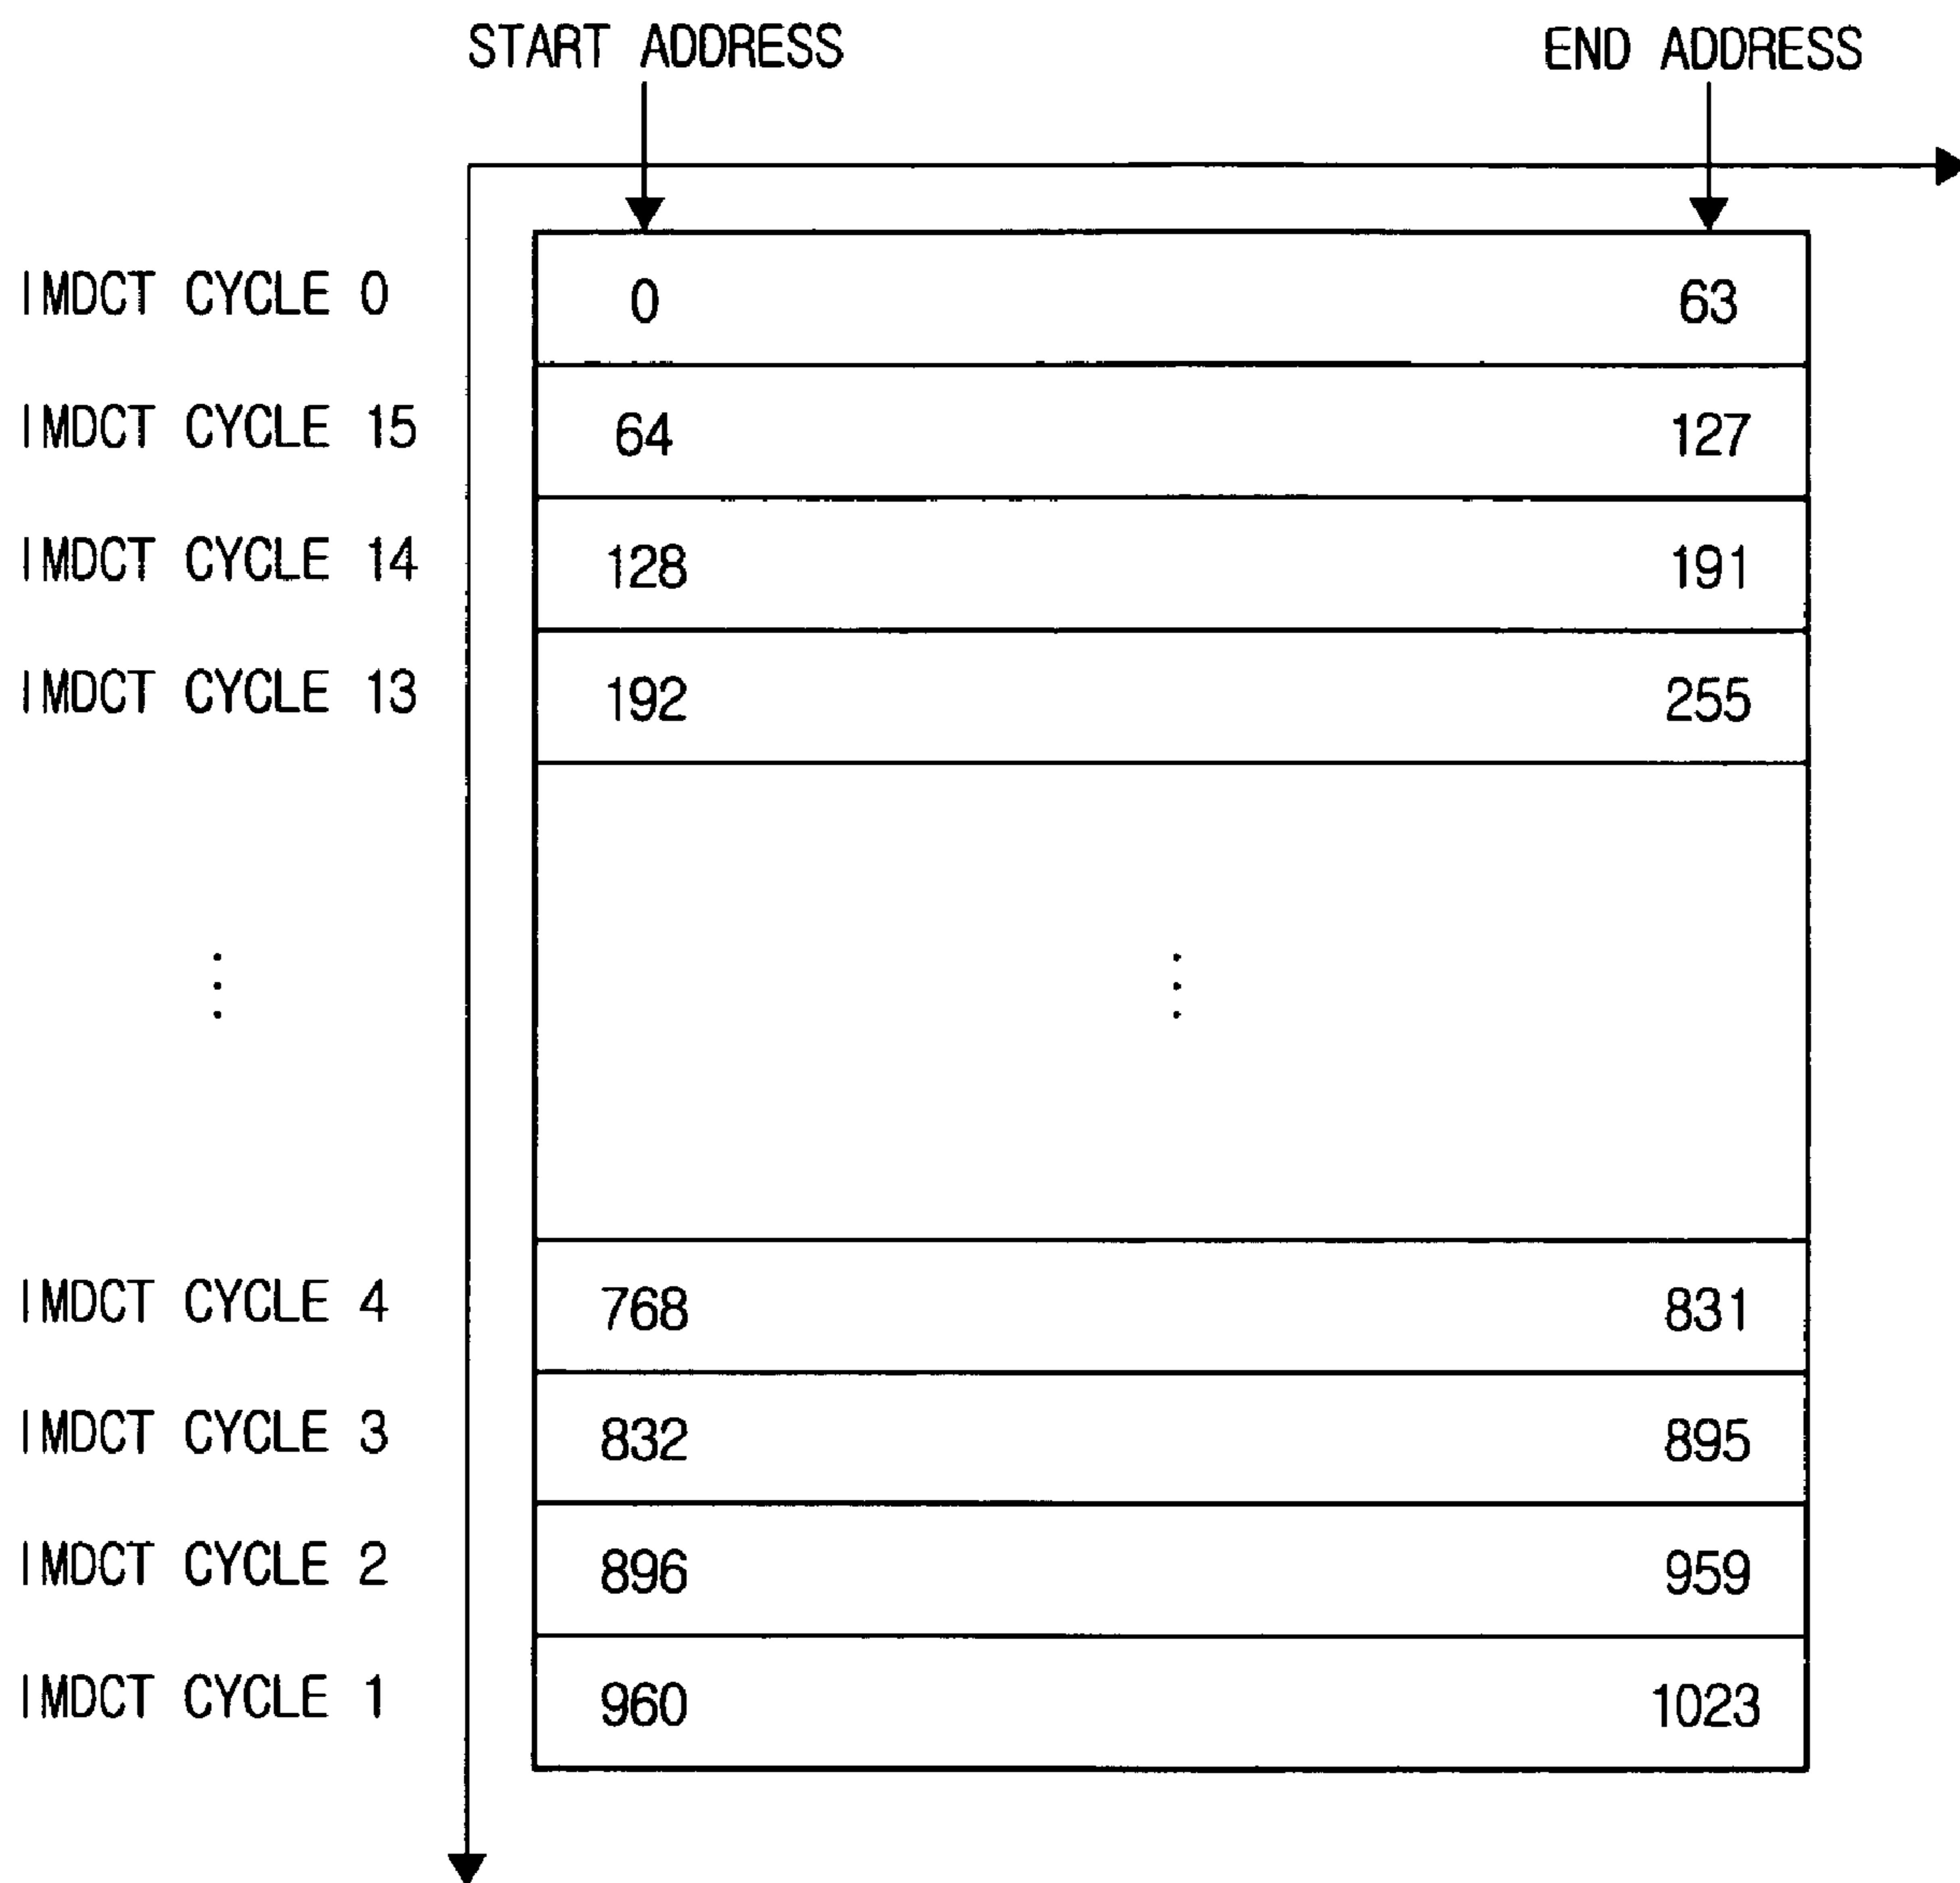 START ADDRESS END ADDRESS
IMDCT CYCLE 0 0 63
IMDCT CYCLE 15 64 127
IMDCT CYCLE 14 128 191
IMDCT CYCLE 13 192 255
IMDCT CYCLE 4 768 831
IMDCT CYCLE 3 832 895
IMDCT CYCLE 2 896 959
IMDCT CYCLE 1 960 1023